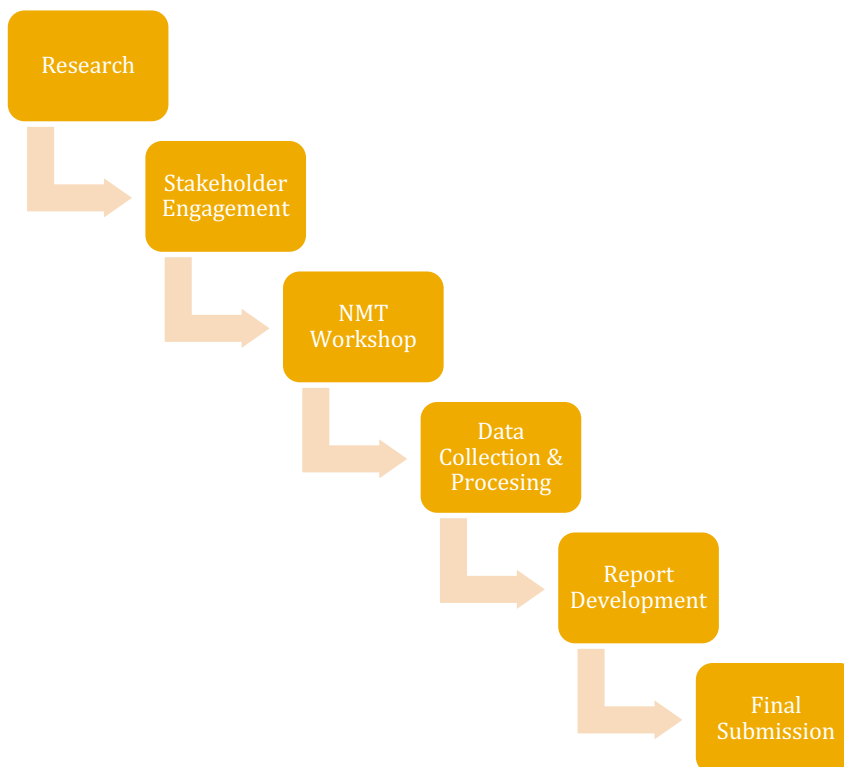 Research
Stakeholder
Engagement
NMT
Workshop
Data
Collection &
Procesing
Report
Development
Final
Submission